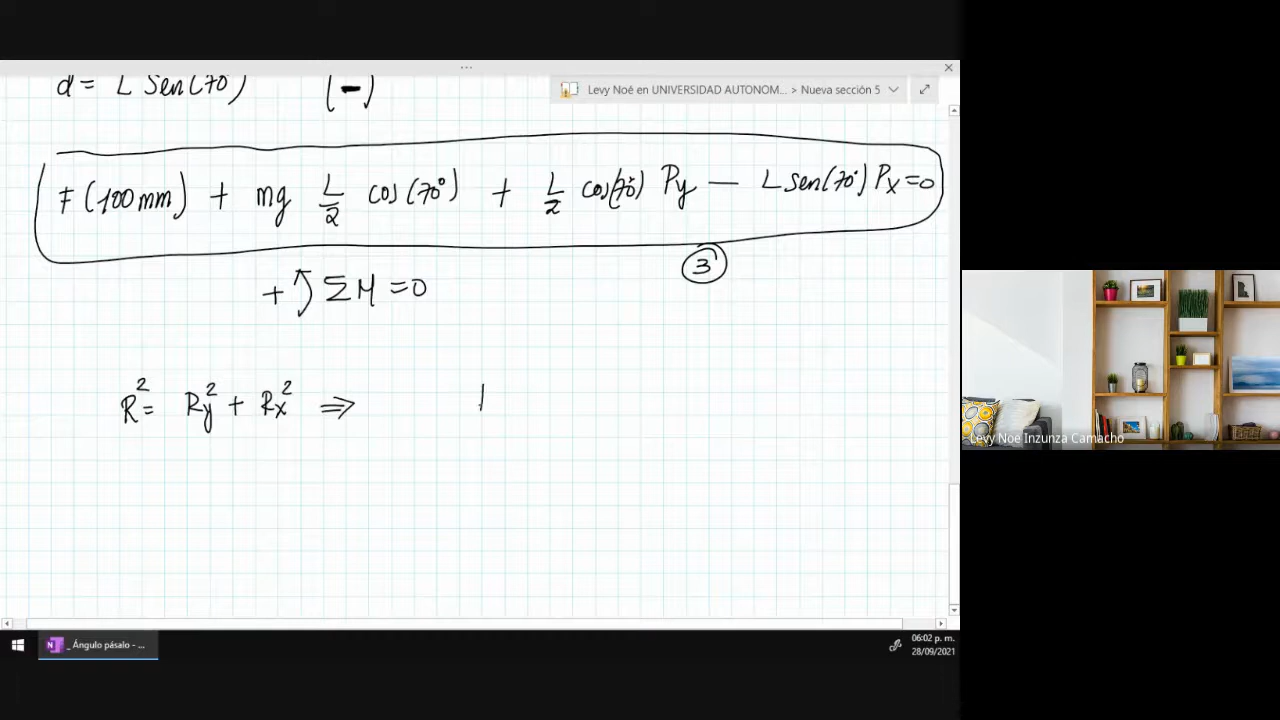 d = L Sen(70°) (-)
Levy Noé en UNIVERSIDAD AUTONOM... > Nueva sección 5
F(100mm) + mg L/2 cos(70°) + L/2 cos(70°) Py — L Sen(70°) Px = 0
3
+ Σ M = 0
R² = Ry² + Rx² ⇒
Levy Noe Inzunza Camacho
_ Ángulo pásalo - ...
06:02 p. m.
28/09/2021